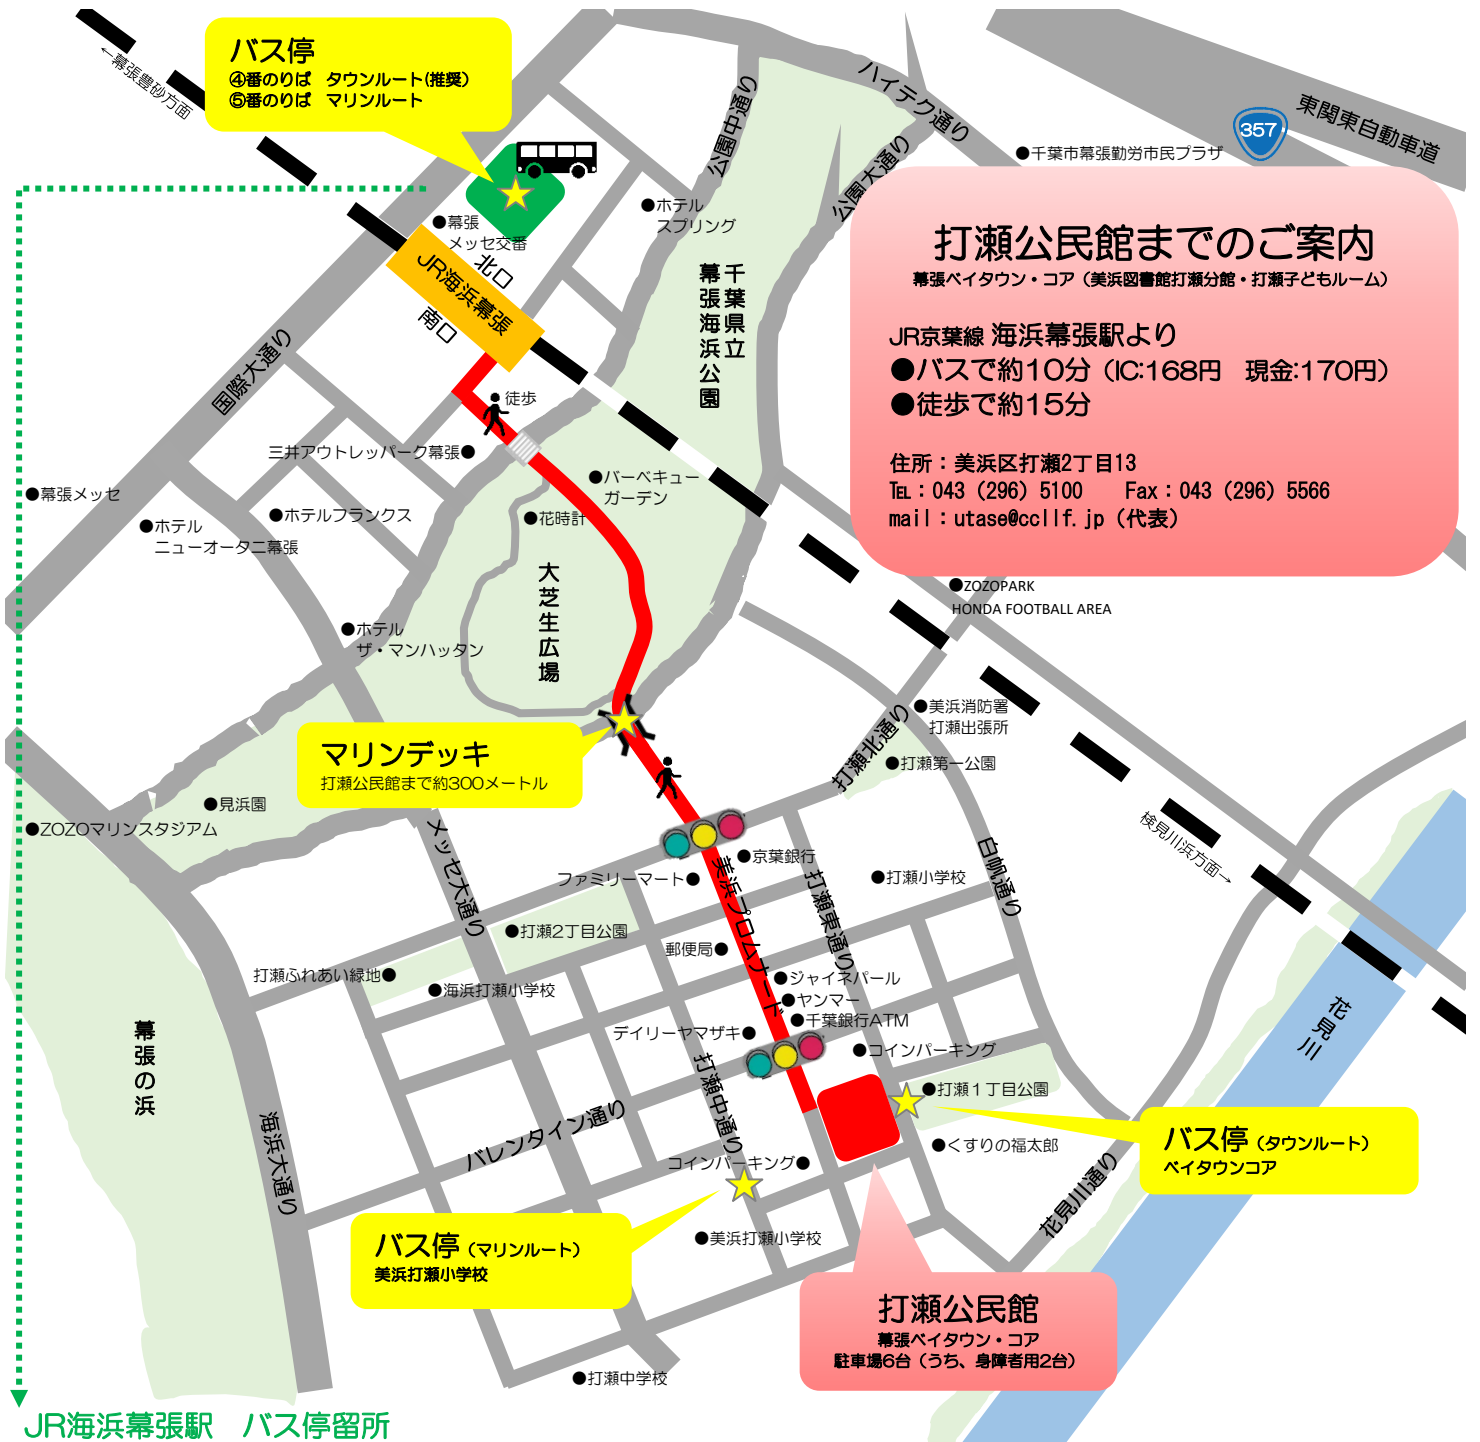 バス停
④番のりば　タウンルート(推奨)
⑤番のりば　マリンルート
←幕張豊砂方面
公園中通り
ハイテク通り
公園大通り
東関東自動車道
357
●千葉市幕張勤労市民プラザ
●ホテル
スプリング
●幕張
メッセ交番
北口
JR海浜幕張
南口
千葉県立
幕張海浜公園
打瀬公民館までのご案内
幕張ベイタウン・コア（美浜図書館打瀬分館・打瀬子どもルーム）
JR京葉線 海浜幕張駅より
●バスで約10分（IC:168円　現金:170円）
●徒歩で約15分
住所：美浜区打瀬2丁目13
℡：043（296）5100　Fax：043（296）5566
mail：utase@ccllf.jp（代表）
国際大通り
徒歩
三井アウトレッパーク幕張●
●バーベキュー
ガーデン
●幕張メッセ
●ホテル
ニューオータニ幕張
●ホテルフランクス
●花時計
大芝生広場
●ZOZOPARK
HONDA FOOTBALL AREA
●ホテル
ザ・マンハッタン
●美浜消防署
打瀬出張所
打瀬北通り
●打瀬第一公園
マリンデッキ
打瀬公民館まで約300メートル
●見浜園
●ZOZOマリンスタジアム
メッセ大通り
美浜プロムナード
●京葉銀行
ファミリーマート●
打瀬東通り
●打瀬小学校
白帆通り
検見川浜方面→
●打瀬2丁目公園
郵便局●
打瀬ふれあい緑地●
●海浜打瀬小学校
●ジャイネパール
●ヤンマー
●千葉銀行ATM
デイリーヤマザキ●
●コインパーキング
花見川
幕張の浜
打瀬中通り
●打瀬１丁目公園
海浜大通り
バレンタイン通り
コインパーキング●
●くすりの福太郎
バス停（タウンルート）
ベイタウンコア
花見川通り
バス停（マリンルート）
美浜打瀬小学校
●美浜打瀬小学校
打瀬公民館
幕張ベイタウン・コア
駐車場6台（うち、身障者用2台）
●打瀬中学校
JR海浜幕張駅　バス停留所